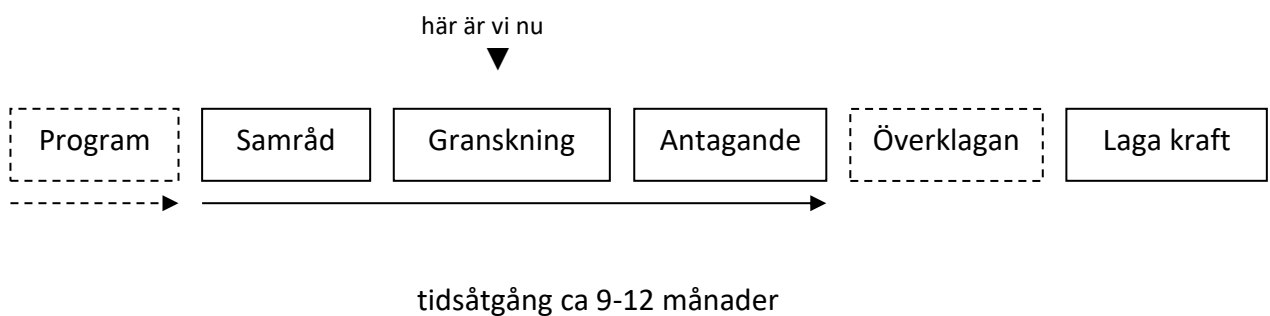 här är vi nu
Program Samråd Granskning Antagande Överklagan Laga kraft
tidsåtgång ca 9-12 månader